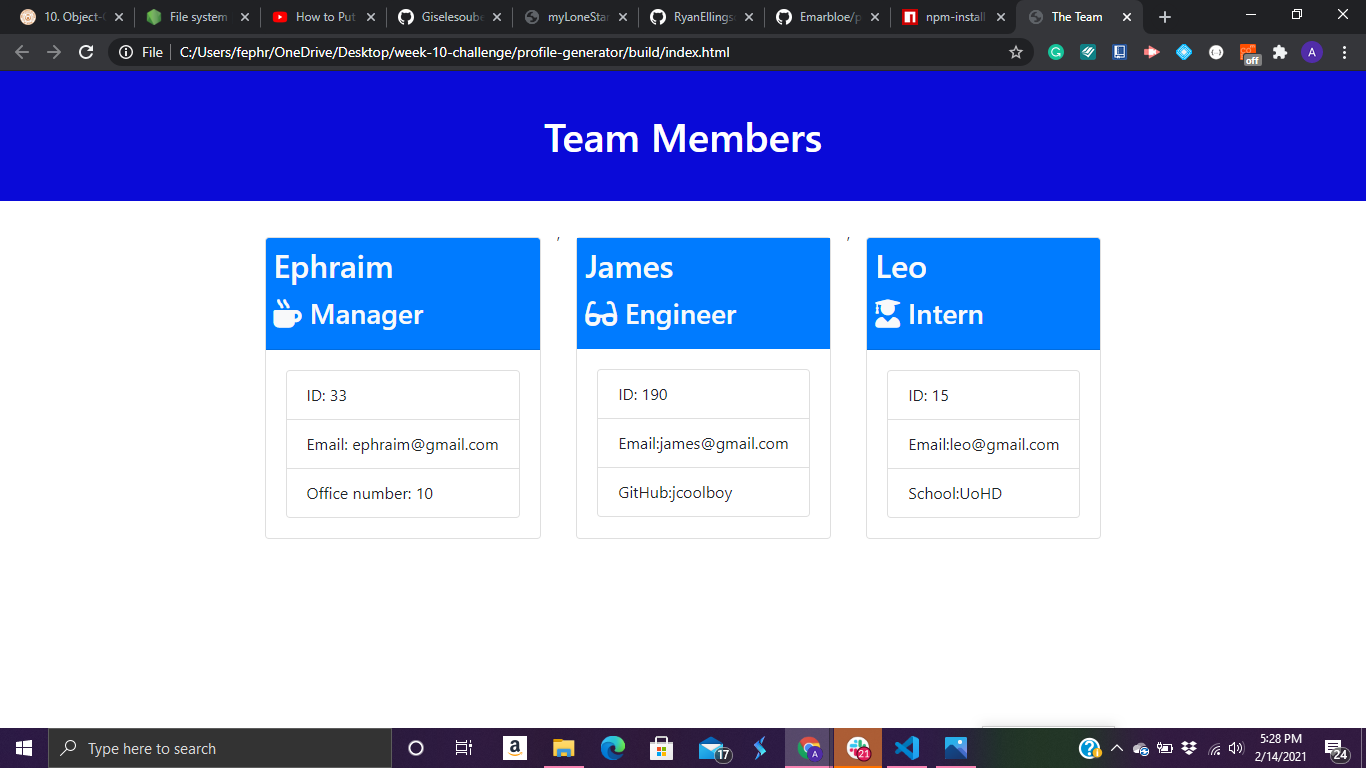 10. Object-
File system
How to Put
Gisesoub
myLoneStar
RyanEllings
Emarbloe/p
npm-install
The Team
File
C:/Users/fephr/OneDrive/Desktop/week-10-challenge/profile-generator/build/index.html
off
A
Team Members
, ,
Ephraim
Manager
ID: 33
Email: ephraim@gmail.com
Office number: 10
James
Engineer
ID: 190
Email:james@gmail.com
GitHub:jcoolboy
Leo
Intern
ID: 15
Email:leo@gmail.com
School:UoHD
Type here to search
17
A
21
5:28 PM
2/14/2021
24